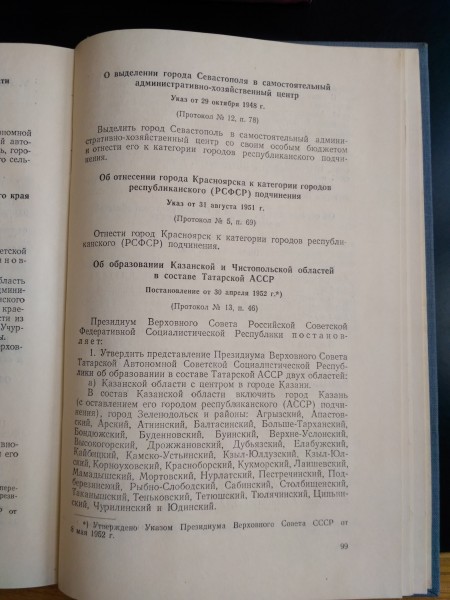 О выделении города Севастополя в самостоятельный
административно-хозяйственный центр
Указ от 29 октября 1948 г.
(Протокол № 12, п. 78)
Выделить город Севастополь в самостоятельный админи-
стративно-хозяйственный центр со своим особым бюджетом
и отнести его к категории городов республиканского подчи-
нения.
Об отнесении города Красноярска к категории городов
республиканского (РСФСР) подчинения
Указ от 31 августа 1951 г.
(Протокол № 5, п. 69)
Отнести город Красноярск к категории городов республи-
канского (РСФСР) подчинения.
Об образовании Казанской и Чистопольской областей
в составе Татарской АССР
Постановление от 30 апреля 1952 г.*)
(Протокол № 13, п. 46)
Президиум Верховного Совета Российской Советской
Федеративной Социалистической Республики постанов-
ляет:
1. Утвердить представление Президиума Верховного Совета
Татарской Автономной Советской Социалистической Респуб-
лики об образовании в составе Татарской АССР двух областей:
а) Казанской области с центром в городе Казани.
В состав Казанской области включить город Казань
(с оставлением его городом республиканского (АССР) подчи-
нения), город Зеленодольск и районы: Агрызский, Апастов-
ский, Арский, Атнинский, Балтасинский, Больше-Тарханский,
Бондюжский, Буденновский, Буинский, Верхне-Услонский,
Высокогорский, Дрожжановский, Дубъязский, Елабужский,
Кайбицкий, Камско-Устьинский, Кзыл-Юлдузский, Кзыл-Юл-
ский, Корноуховский, Красноборский, Кукморский, Лаишевский,
Мамадышский, Мортовский, Нурлатский, Пестречинский, Под-
березинский, Рыбно-Слободский, Сабинский, Столбищенский,
Таканышский, Теньковский, Тетюшский, Тюлячинский, Ципьин-
ский, Чурилинский и Юдинский.
*) Утверждено Указом Президиума Верховного Совета СССР от
8 мая 1952 г.
99